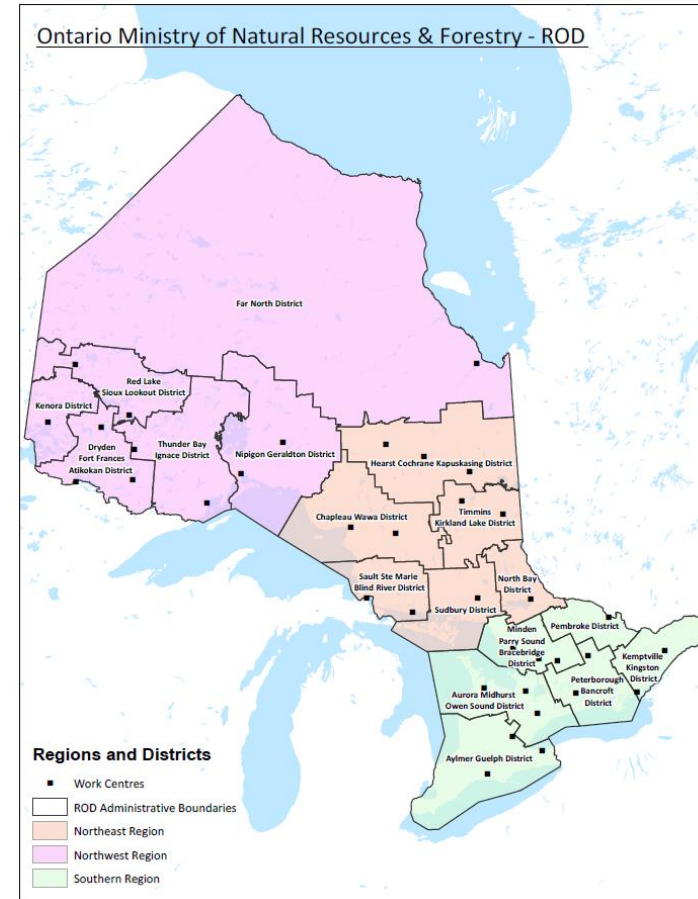 Ontario Ministry of Natural Resources & Forestry - ROD
Far North District
Red Lake
Sioux Lookout District
Kenora District
Dryden
Fort Frances
Atikokan District
Thunder Bay
Ignace District
Nipigon Geraldton District
Hearst Cochrane Kapuskasing District
Timmins
Kirkland Lake District
Chapleau Wawa District
Sault Ste Marie
Blind River District
Sudbury District
North Bay
District
Pembroke District
Minden
Parry Sound
Bracebridge
District
Kemptville
Kingston
District
Peterborough
Bancroft
District
Aurora Midhurst
Owen Sound District
Aylmer Guelph District
Regions and Districts
Work Centres
ROD Administrative Boundaries
Northeast Region
Northwest Region
Southern Region